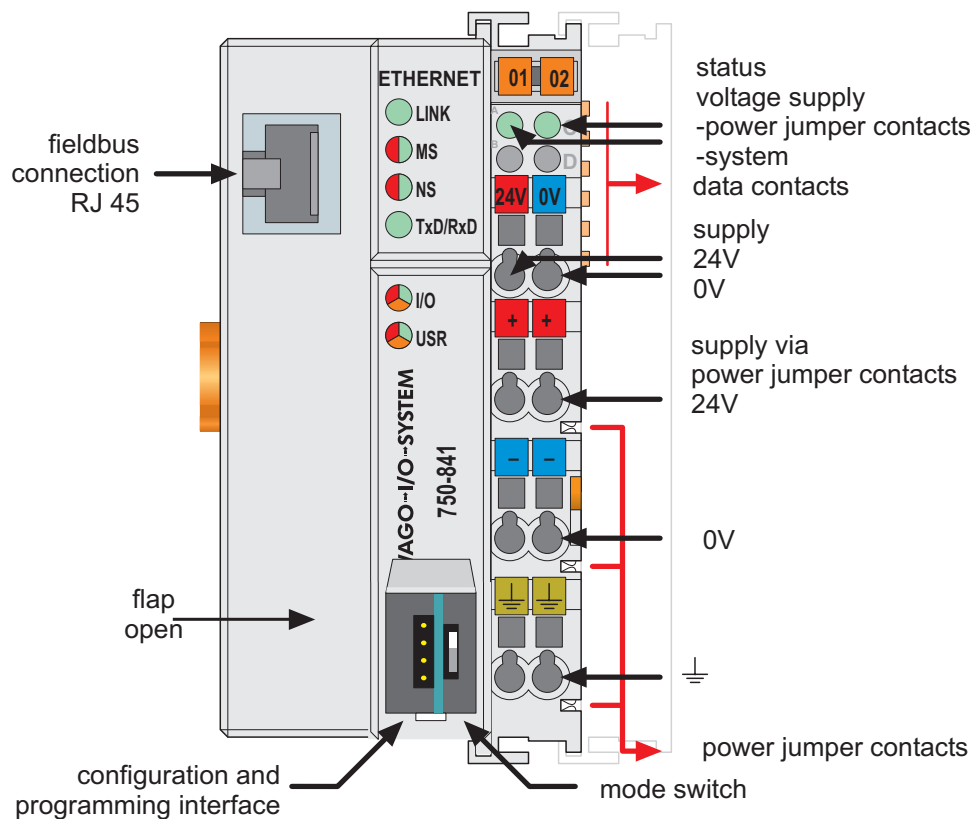 fieldbus
connection
RJ 45
flap
open
configuration and
programming interface
ETHERNET
LINK
MS
NS
TxD/RxD
I/O
USR
WAGO I/O SYSTEM
750-841
01 02
A
C
B
D
24V 0V
+ +
– –
status
voltage supply
-power jumper contacts
-system
data contacts
supply
24V
0V
supply via
power jumper contacts
24V
0V
power jumper contacts
mode switch